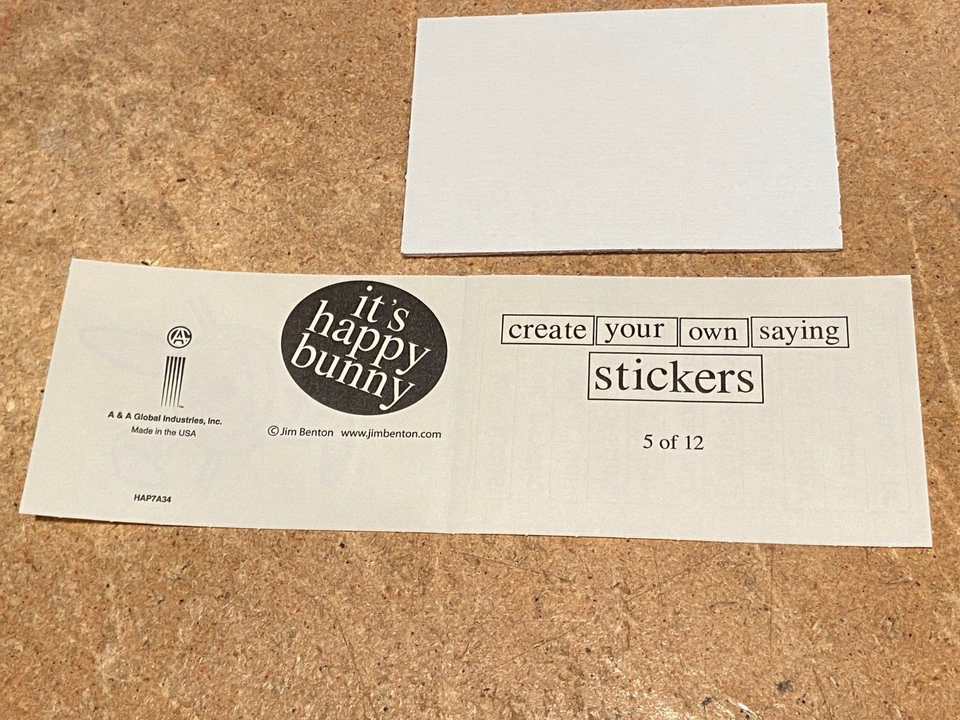 A & A Global Industries, Inc.
Made in the USA
HAP7A34
it's
happy
bunny
© Jim Benton www.jimbenton.com
create your own saying
stickers
5 of 12